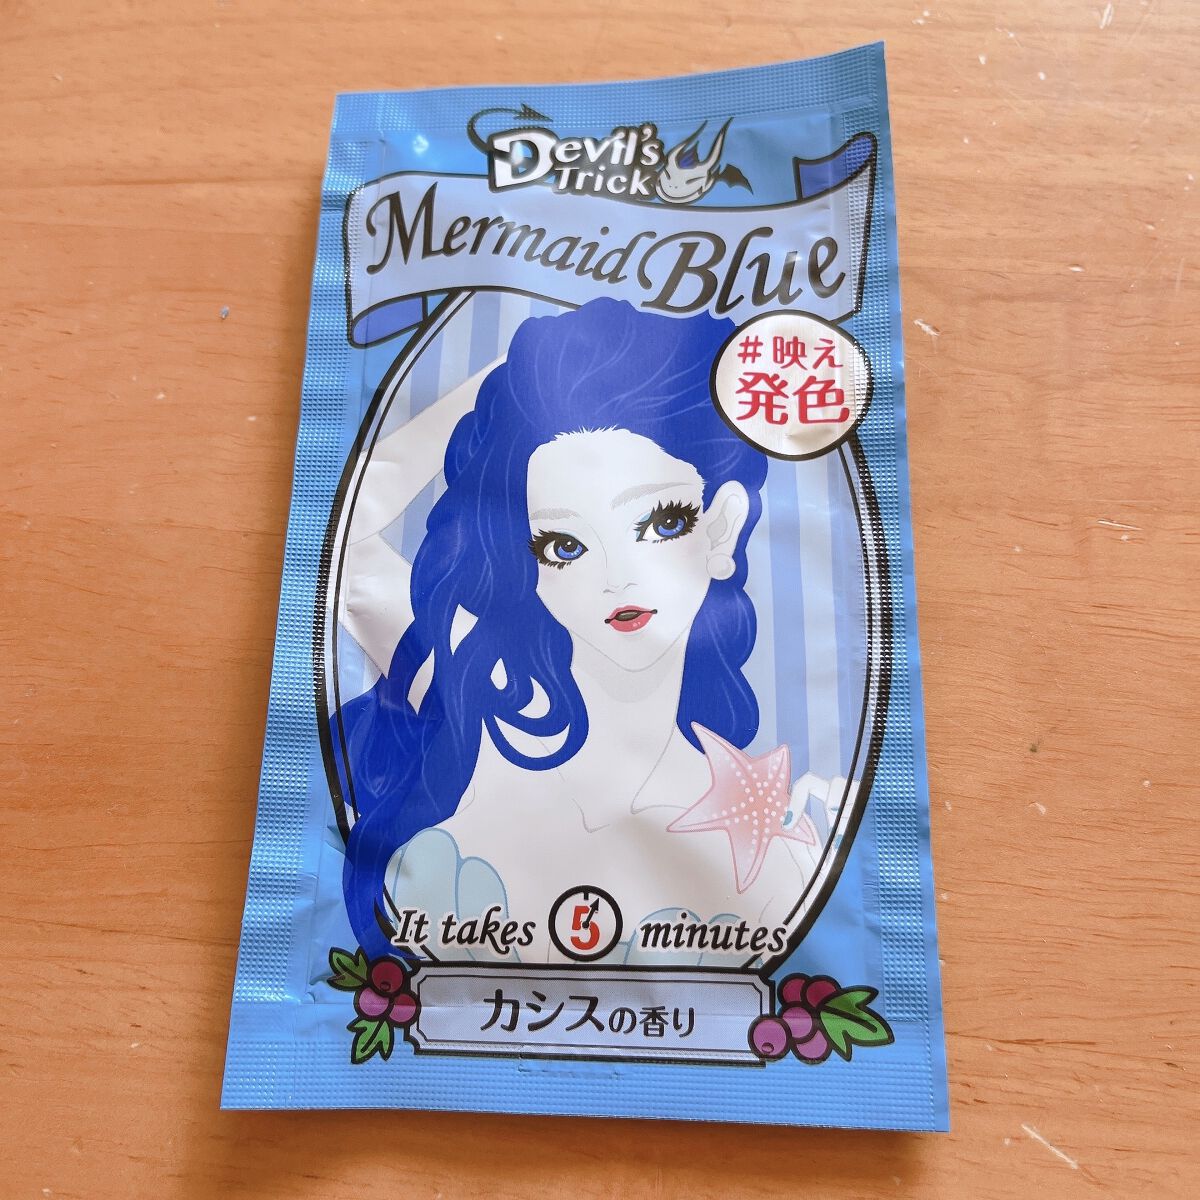 Devil's
Trick
Mermaid Blue
#映え
発色
It takes 5 minutes
カシスの香り